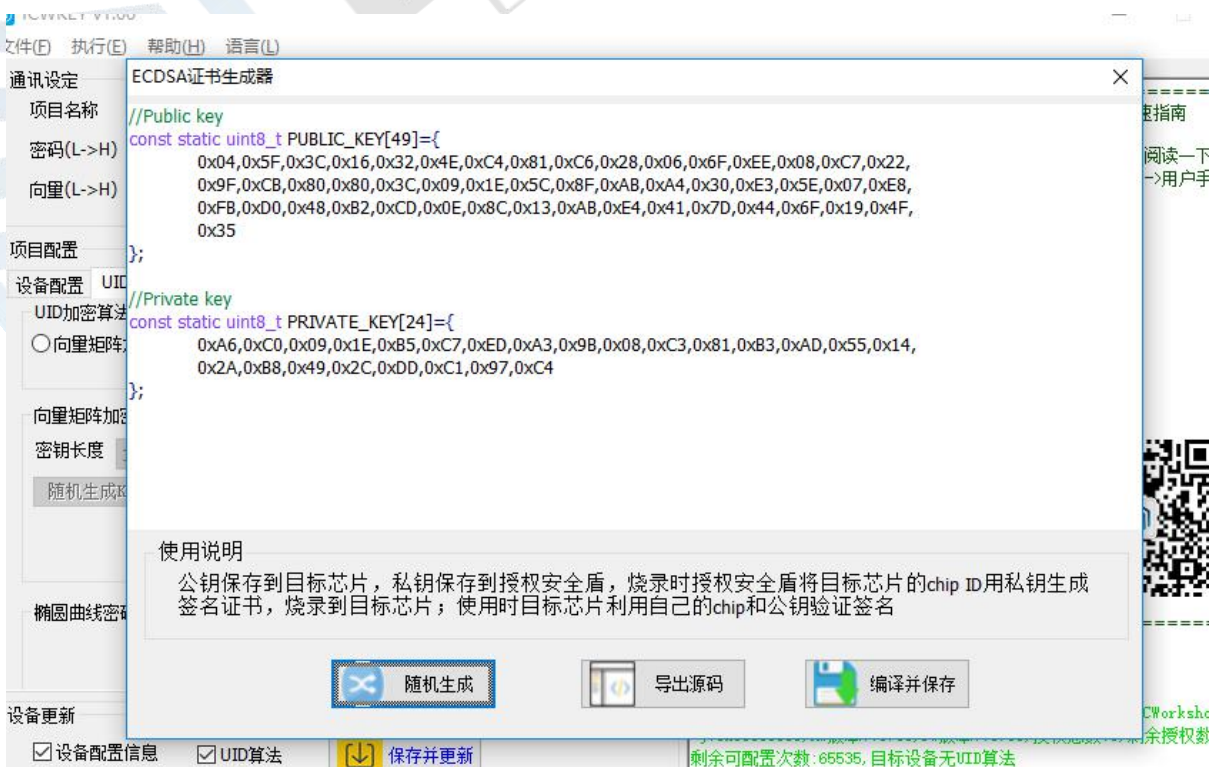 ICWKEY V1.00
文件(F) 执行(E) 帮助(H) 语言(L)
通讯设定
项目名称
密码(L->H)
向量(L->H)
项目配置
设备配置 UID
UID加密算法
向量矩阵
向量矩阵加密
密钥长度
随机生成K
椭圆曲线密
设备更新
设备配置信息 UID算法 保存并更新
ECDSA证书生成器
//Public key
const static uint8_t PUBLIC_KEY[49]={
0x04,0x5F,0x3C,0x16,0x32,0x4E,0xC4,0x81,0xC6,0x28,0x06,0x6F,0xEE,0x08,0xC7,0x22,
0x9F,0xCB,0x80,0x80,0x3C,0x09,0x1E,0x5C,0x8F,0xAB,0xA4,0x30,0xE3,0x5E,0x07,0xE8,
0xFB,0xD0,0x48,0xB2,0xCD,0x0E,0x8C,0x13,0xAB,0xE4,0x41,0x7D,0x44,0x6F,0x19,0x4F,
0x35
};
//Private key
const static uint8_t PRIVATE_KEY[24]={
0xA6,0xC0,0x09,0x1E,0xB5,0xC7,0xED,0xA3,0x9B,0x08,0xC3,0x81,0xB3,0xAD,0x55,0x14,
0x2A,0xB8,0x49,0x2C,0xDD,0xC1,0x97,0xC4
};
使用说明
公钥保存到目标芯片，私钥保存到授权安全盾，烧录时授权安全盾将目标芯片的chip ID用私钥生成
签名证书，烧录到目标芯片；使用时目标芯片利用自己的chip和公钥验证签名
随机生成 导出源码 编译并保存
=====
速指南
阅读一下
->用户手
=====
CWorksho
余授权数
剩余可配置次数:65535,目标设备无UID算法